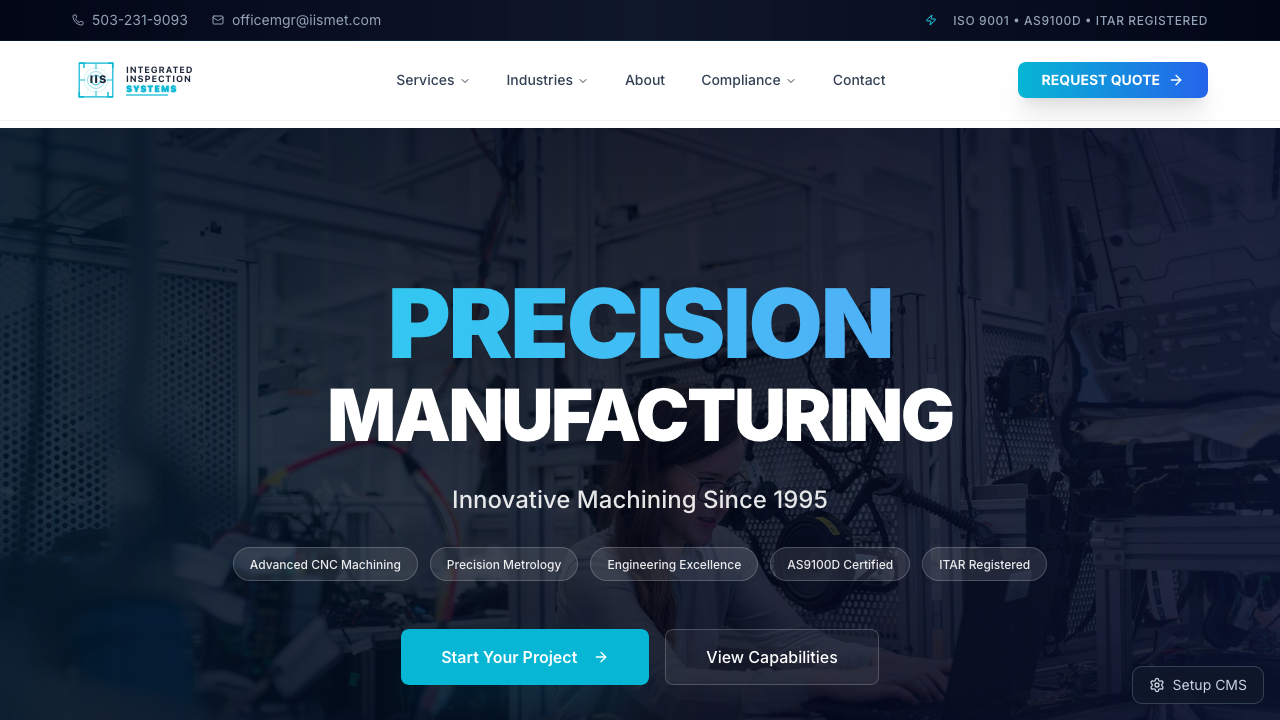 503-231-9093
officemgr@iismet.com
ISO 9001 • AS9100D • ITAR REGISTERED
IIS
INTEGRATED
INSPECTION
SYSTEMS
Services
Industries
About
Compliance
Contact
REQUEST QUOTE
PRECISION
MANUFACTURING
Innovative Machining Since 1995
Advanced CNC Machining
Precision Metrology
Engineering Excellence
AS9100D Certified
ITAR Registered
Start Your Project
View Capabilities
Setup CMS